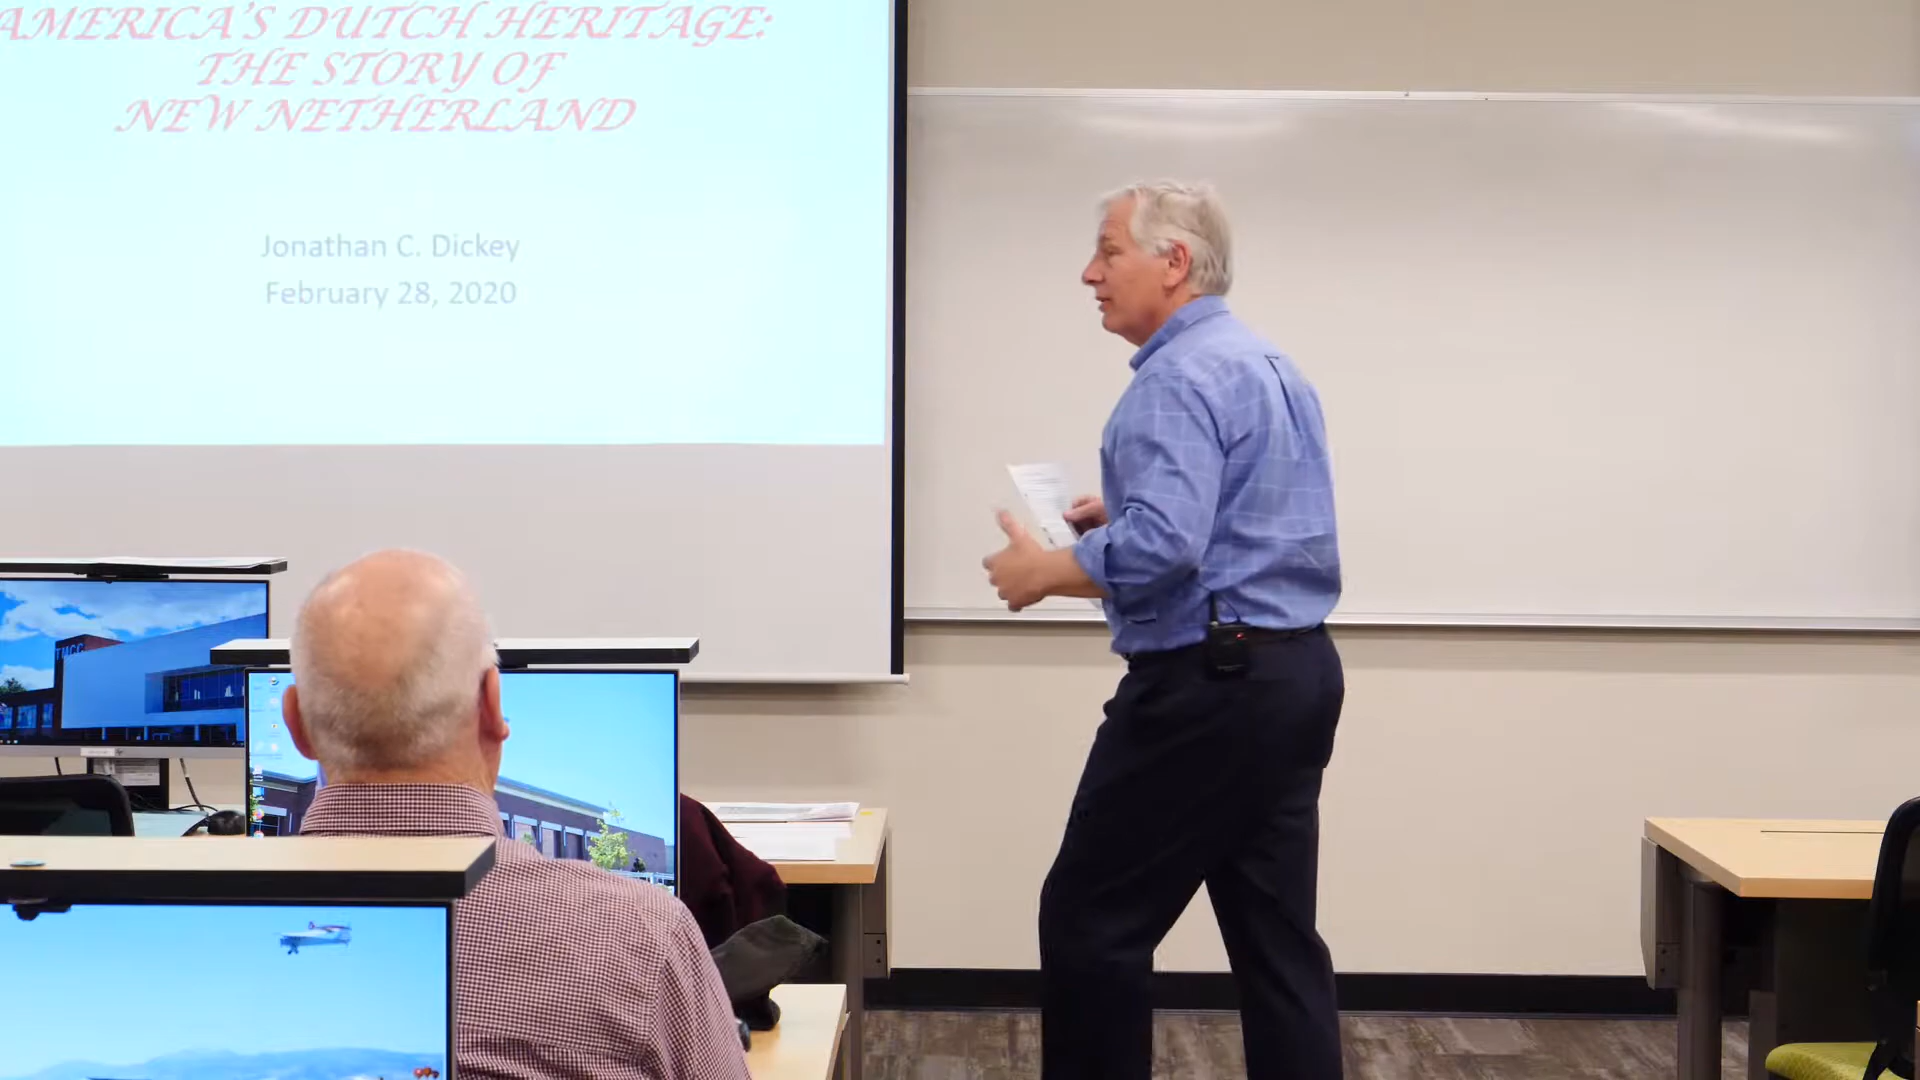 AMERICA'S DUTCH HERITAGE:
THE STORY OF
NEW NETHERLAND
Jonathan C. Dickey
February 28, 2020
TMCC